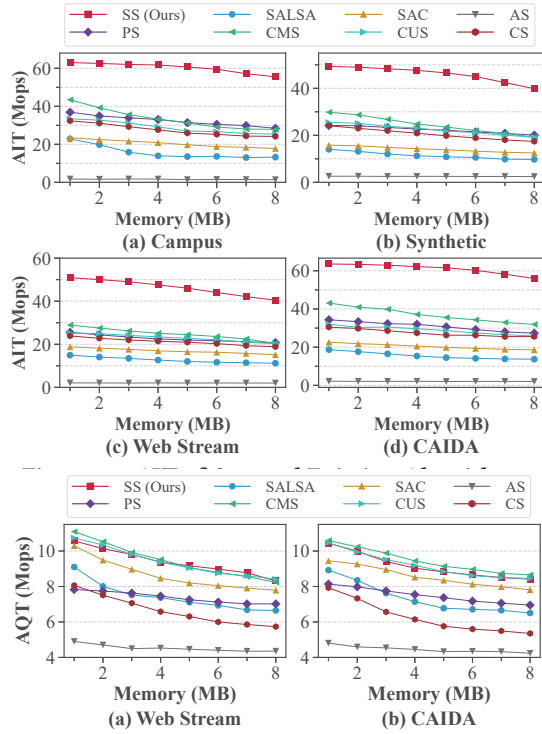 SS (Ours) SALSA SAC AS
PS CMS CUS CS
AIT (Mops)
60
40
20
0
2 4 6 8
Memory (MB)
(a) Campus
40
20
0
2 4 6 8
Memory (MB)
(b) Synthetic
AIT (Mops)
60
40
20
0
2 4 6 8
Memory (MB)
(c) Web Stream
60
40
20
0
2 4 6 8
Memory (MB)
(d) CAIDA
SS (Ours) SALSA SAC AS
PS CMS CUS CS
AQT (Mops)
10
8
6
4
2 4 6 8
Memory (MB)
(a) Web Stream
10
8
6
4
2 4 6 8
Memory (MB)
(b) CAIDA